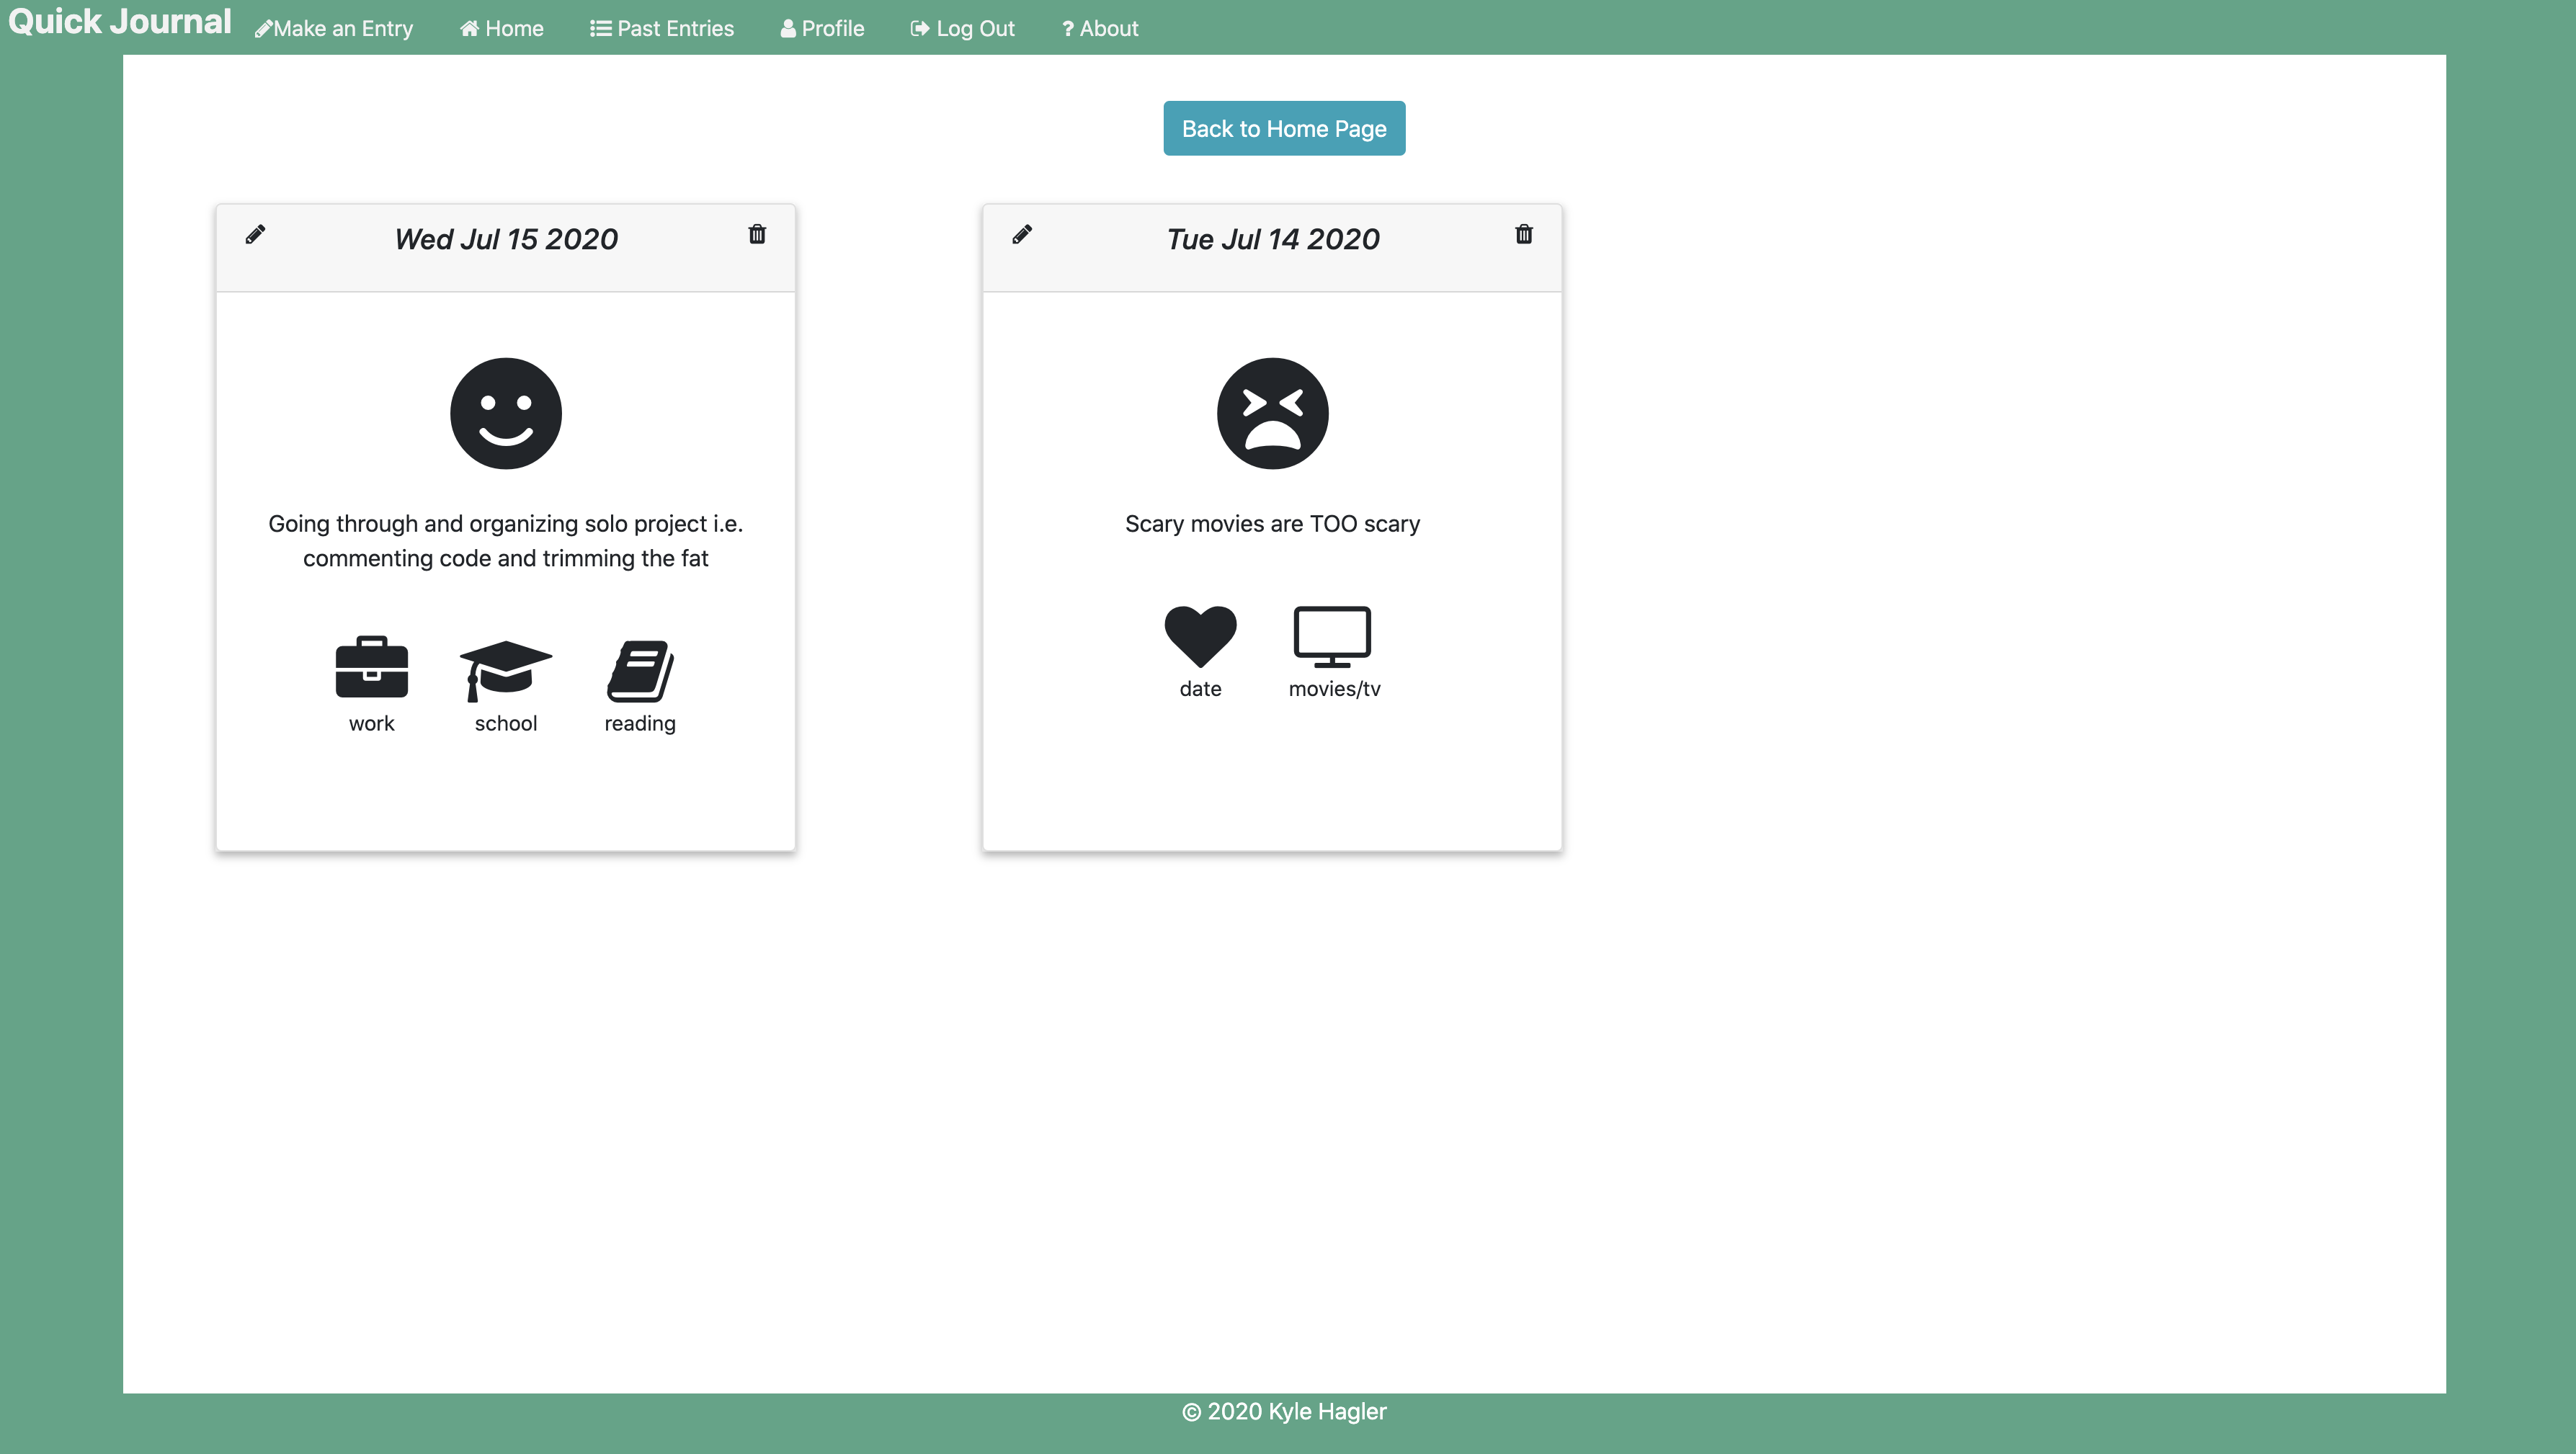 Quick Journal
Make an Entry
Home
Past Entries
Profile
Log Out
? About
Back to Home Page
Wed Jul 15 2020
Going through and organizing solo project i.e.
commenting code and trimming the fat
work
school
reading
Tue Jul 14 2020
Scary movies are TOO scary
date
movies/tv
© 2020 Kyle Hagler